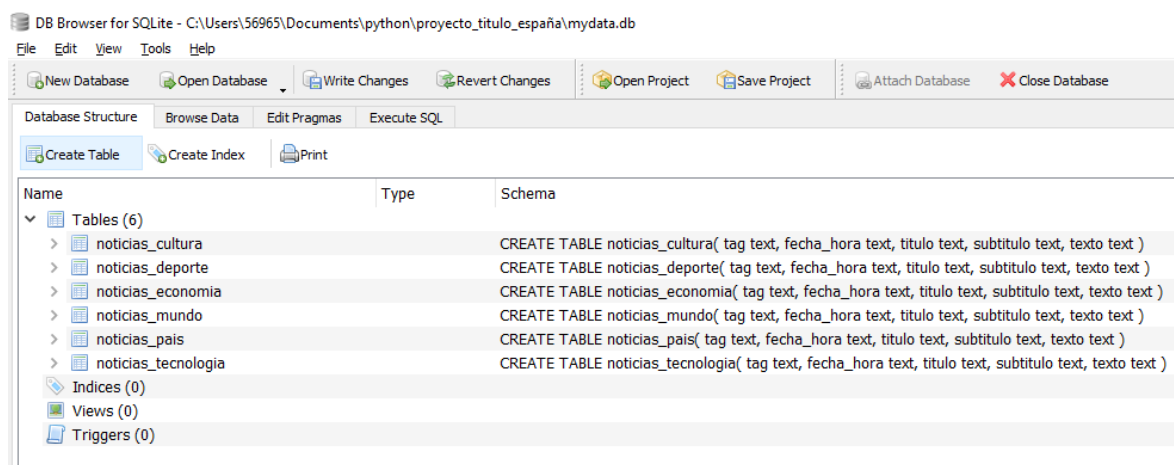 DB Browser for SQLite - C:\Users\56965\Documents\python\proyecto_titulo_españa\mydata.db
File Edit View Tools Help
New Database Open Database Write Changes Revert Changes Open Project Save Project Attach Database Close Database
Database Structure Browse Data Edit Pragmas Execute SQL
Create Table Create Index Print
Name Type Schema
Tables (6)
noticias_cultura CREATE TABLE noticias_cultura( tag text, fecha_hora text, titulo text, subtitulo text, texto text )
noticias_deporte CREATE TABLE noticias_deporte( tag text, fecha_hora text, titulo text, subtitulo text, texto text )
noticias_economia CREATE TABLE noticias_economia( tag text, fecha_hora text, titulo text, subtitulo text, texto text )
noticias_mundo CREATE TABLE noticias_mundo( tag text, fecha_hora text, titulo text, subtitulo text, texto text )
noticias_pais CREATE TABLE noticias_pais( tag text, fecha_hora text, titulo text, subtitulo text, texto text )
noticias_tecnologia CREATE TABLE noticias_tecnologia( tag text, fecha_hora text, titulo text, subtitulo text, texto text )
Indices (0)
Views (0)
Triggers (0)